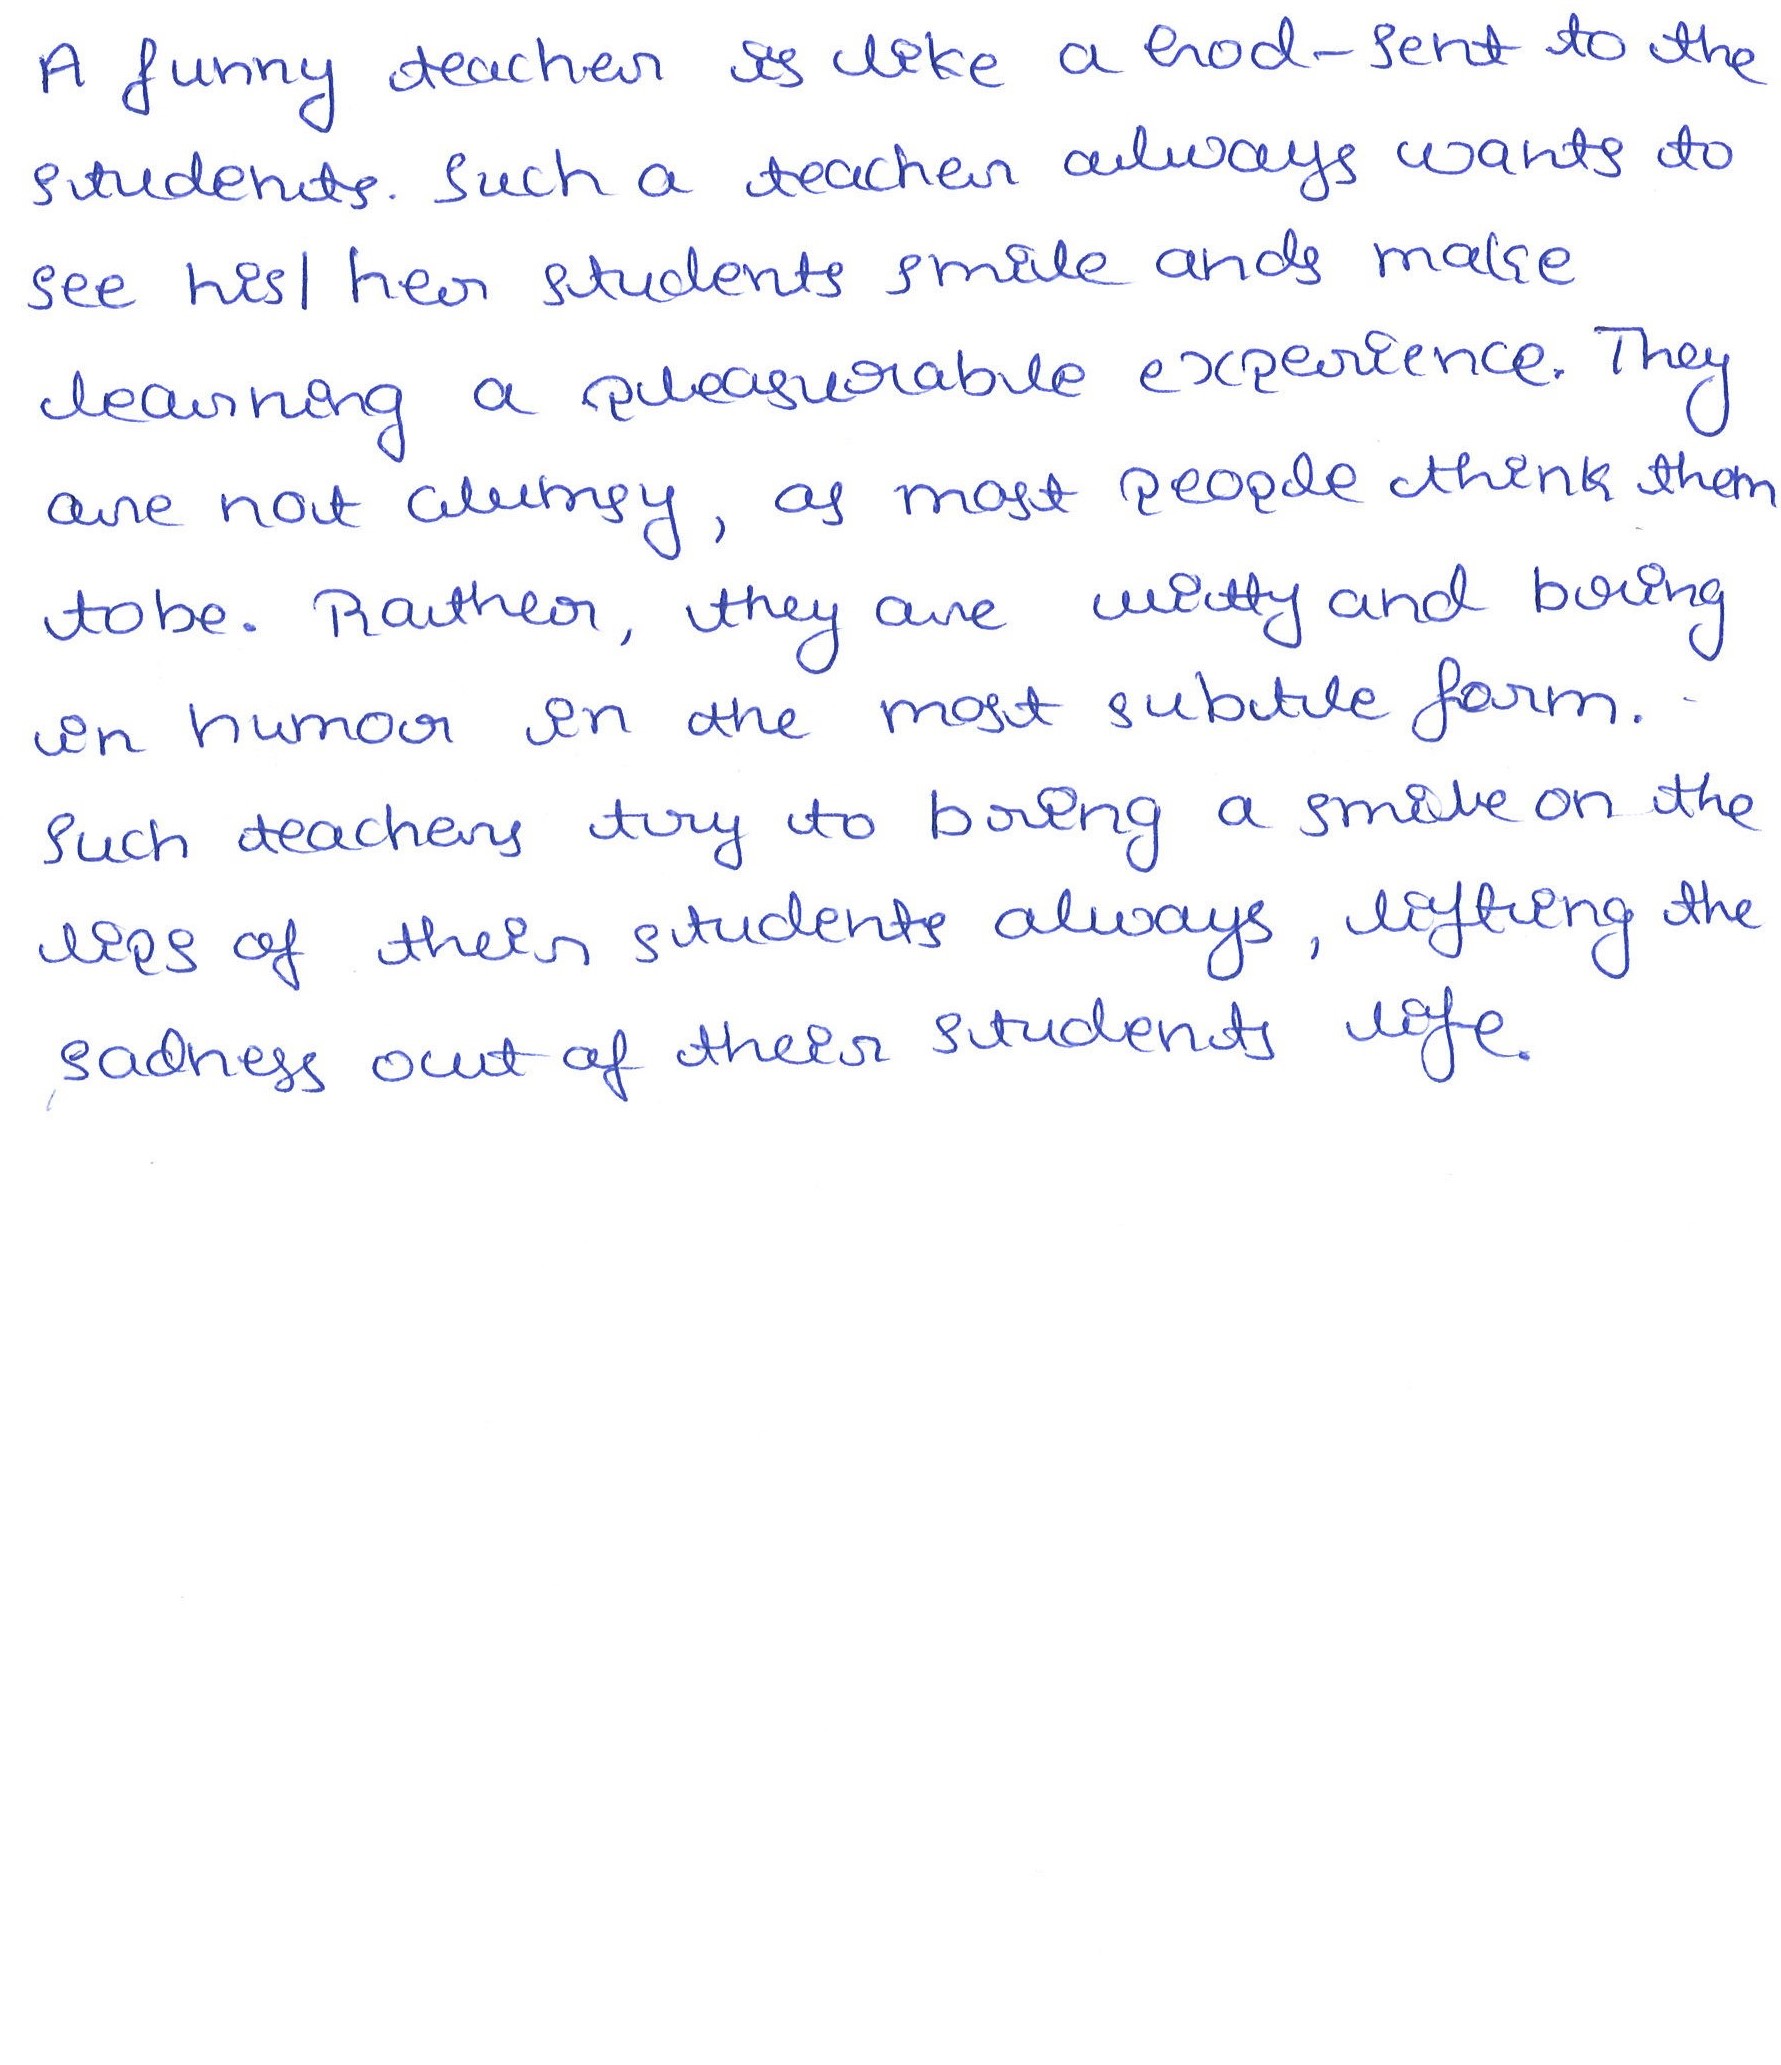 A funny teacher is like a God-sent to the
students. Such a teacher always wants to
see his/ her students smile ands make
learning a pleasurable experience. They
are not clumsy, as most people think them
to be. Rather, they are witty and bring
in humor in the most subtle form.
Such teachers try to bring a smile on the
lips of their students always, lifting the
sadness out of their students life.